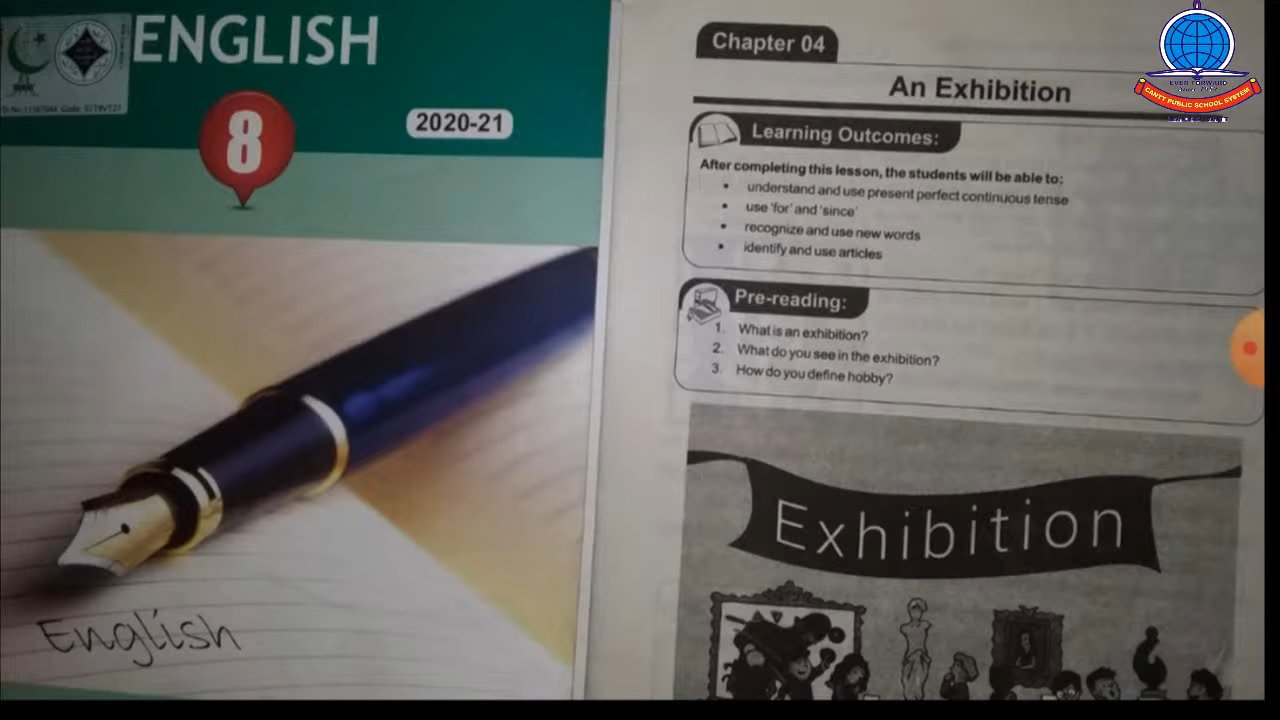 ENGLISH
8
2020-21
English
Chapter 04
An Exhibition
Learning Outcomes:
After completing this lesson, the students will be able to:
• understand and use present perfect continuous tense
• use 'for' and 'since'
• recognize and use new words
• identify and use articles
Pre-reading:
1. What is an exhibition?
2. What do you see in the exhibition?
3. How do you define hobby?
Exhibition
EVER FORWARD
CANTT PUBLIC SCHOOL SYSTEM